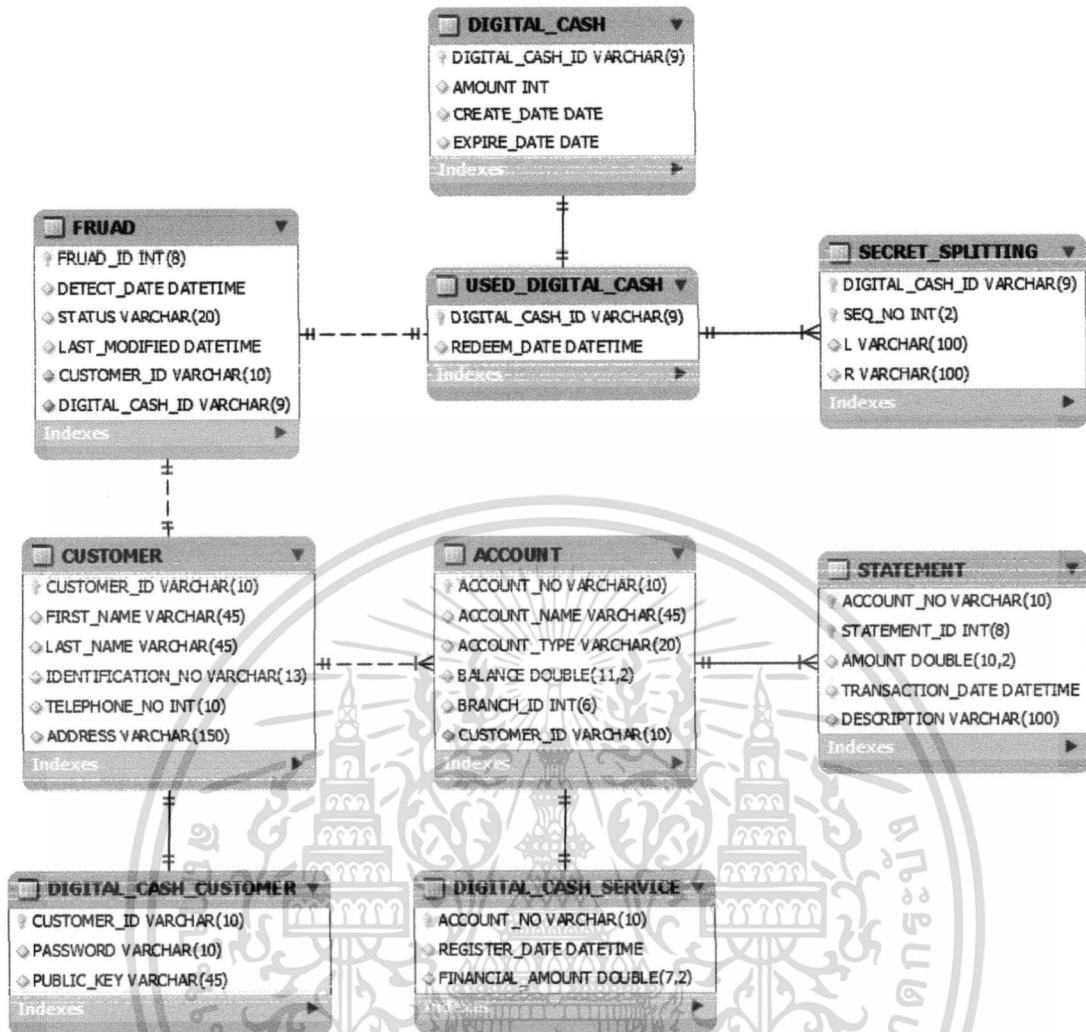 DIGITAL_CASH
DIGITAL_CASH_ID VARCHAR(9)
AMOUNT INT
CREATE_DATE DATE
EXPIRE_DATE DATE
Indexes
FRUAD
FRUAD_ID INT(8)
DETECT_DATE DATETIME
STATUS VARCHAR(20)
LAST_MODIFIED DATETIME
CUSTOMER_ID VARCHAR(10)
DIGITAL_CASH_ID VARCHAR(9)
Indexes
USED_DIGITAL_CASH
DIGITAL_CASH_ID VARCHAR(9)
REDEEM_DATE DATETIME
Indexes
SECRET_SPLITTING
DIGITAL_CASH_ID VARCHAR(9)
SEQ_NO INT(2)
L VARCHAR(100)
R VARCHAR(100)
Indexes
CUSTOMER
CUSTOMER_ID VARCHAR(10)
FIRST_NAME VARCHAR(45)
LAST_NAME VARCHAR(45)
IDENTIFICATION_NO VARCHAR(13)
TELEPHONE_NO INT(10)
ADDRESS VARCHAR(150)
Indexes
ACCOUNT
ACCOUNT_NO VARCHAR(10)
ACCOUNT_NAME VARCHAR(45)
ACCOUNT_TYPE VARCHAR(20)
BALANCE DOUBLE(11,2)
BRANCH_ID INT(6)
CUSTOMER_ID VARCHAR(10)
Indexes
STATEMENT
ACCOUNT_NO VARCHAR(10)
STATEMENT_ID INT(8)
AMOUNT DOUBLE(10,2)
TRANSACTION_DATE DATETIME
DESCRIPTION VARCHAR(100)
Indexes
DIGITAL_CASH_CUSTOMER
CUSTOMER_ID VARCHAR(10)
PASSWORD VARCHAR(10)
PUBLIC_KEY VARCHAR(45)
Indexes
DIGITAL_CASH_SERVICE
ACCOUNT_NO VARCHAR(10)
REGISTER_DATE DATETIME
FINANCIAL_AMOUNT DOUBLE(7,2)
Indexes